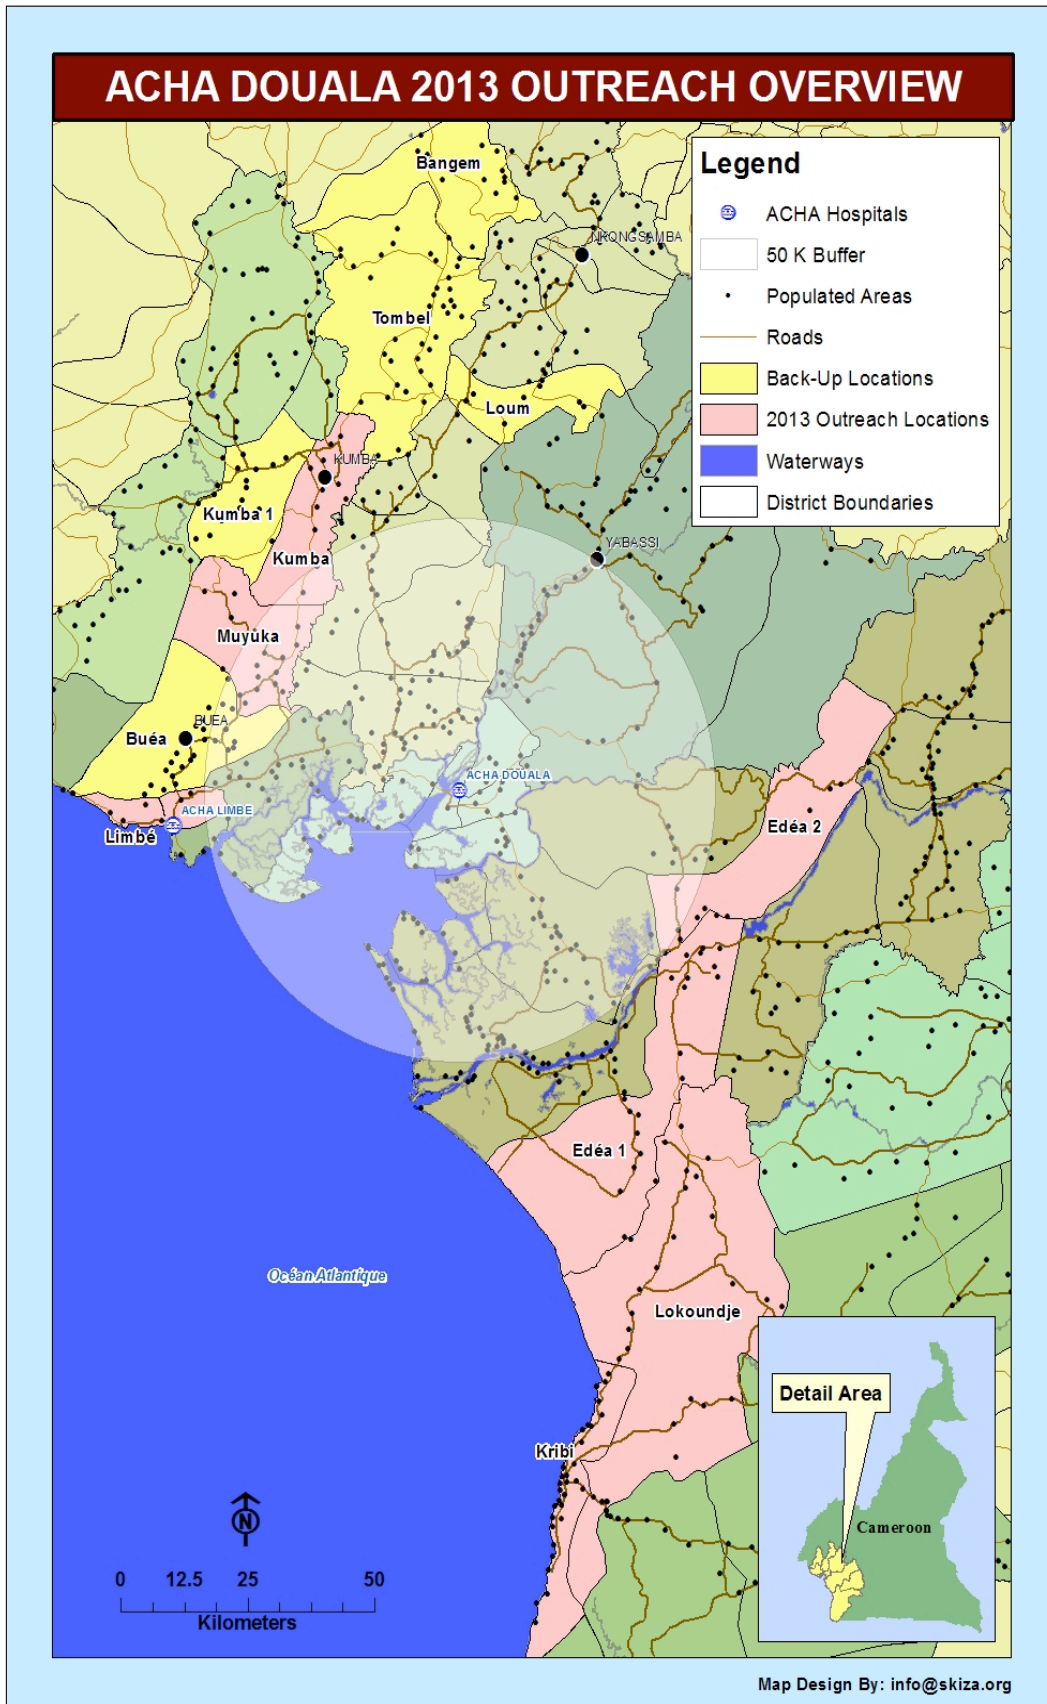 ACHA DOUALA 2013 OUTREACH OVERVIEW
Legend
ACHA Hospitals
50 K Buffer
Populated Areas
Roads
Back-Up Locations
2013 Outreach Locations
Waterways
District Boundaries
Bangem
NKONGSAMBA
Tombel
Loum
KUMBA
Kumba 1
Kumba
YABASSI
Muyuka
BUEA
Buéa
ACHA DOUALA
ACHA LIMBE
Limbé
Edéa 2
Edéa 1
Océan Atlantique
Lokoundje
Kribi
Detail Area
Cameroon
N
0 12.5 25 50
Kilometers
Map Design By: info@skiza.org